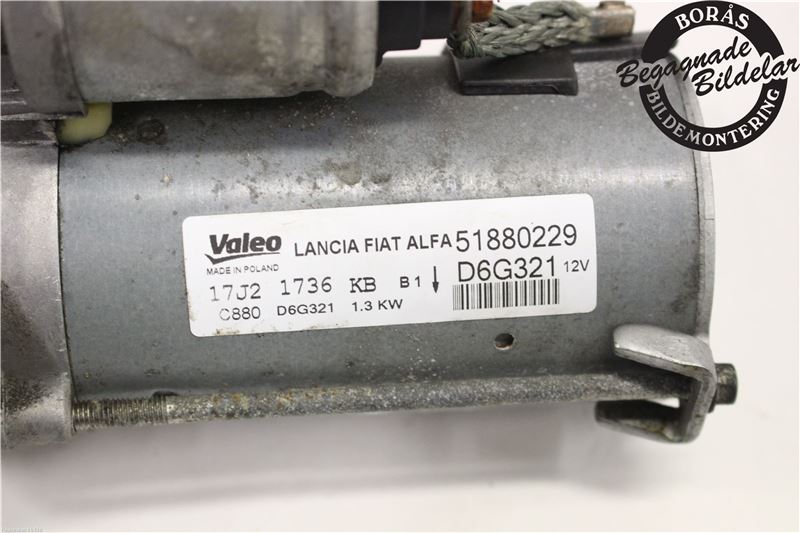 BORÅS
Begagnade
Bildelar
BILDEMONTERING
Valeo
LANCIA FIAT ALFA 51880229
MADE IN POLAND
D6G321 12V
17J2 1736 KB B1
C880 D6G321 1.3 KW